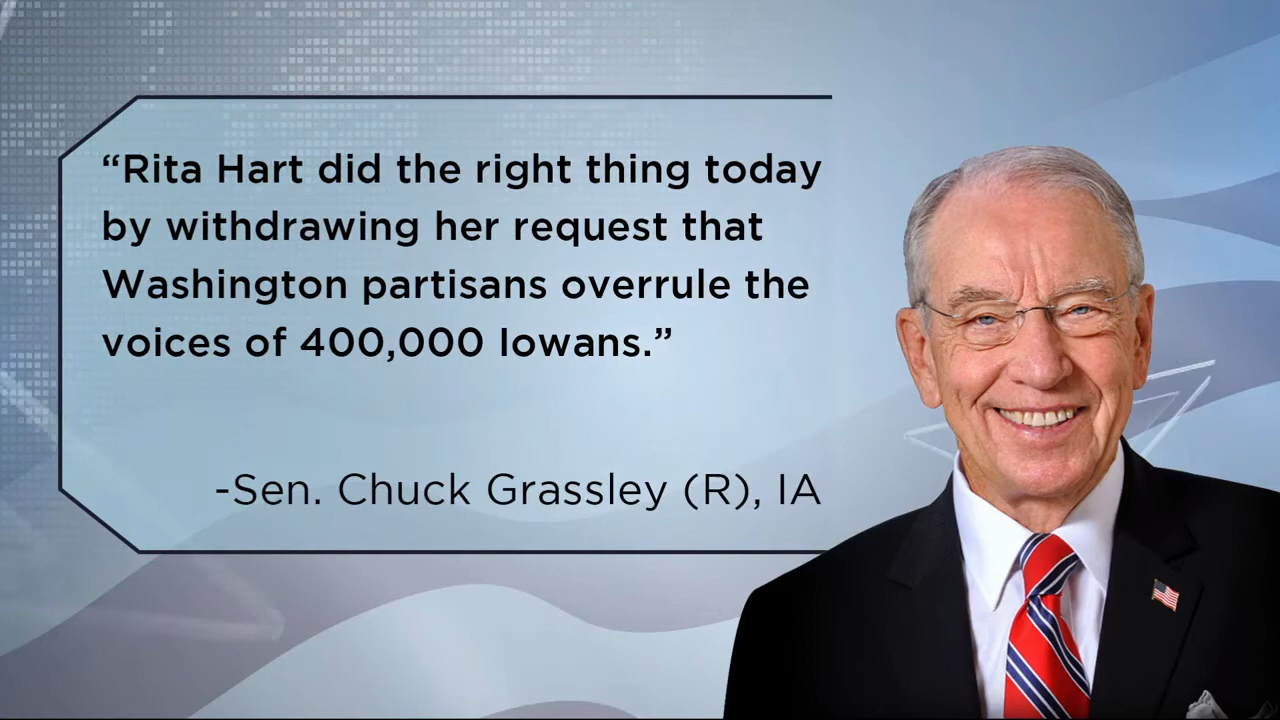 “Rita Hart did the right thing today
by withdrawing her request that
Washington partisans overrule the
voices of 400,000 Iowans.”
-Sen. Chuck Grassley (R), IA